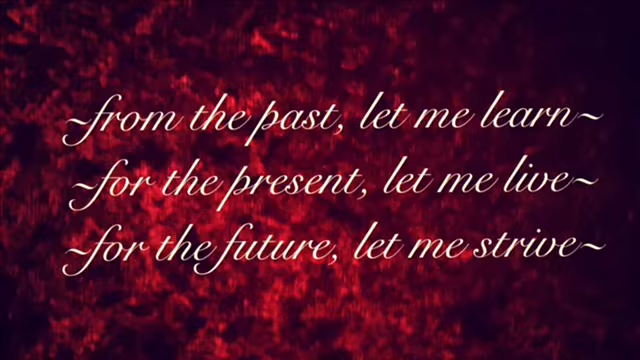 ~from the past, let me learn~
~for the present, let me live~
~for the future, let me strive~